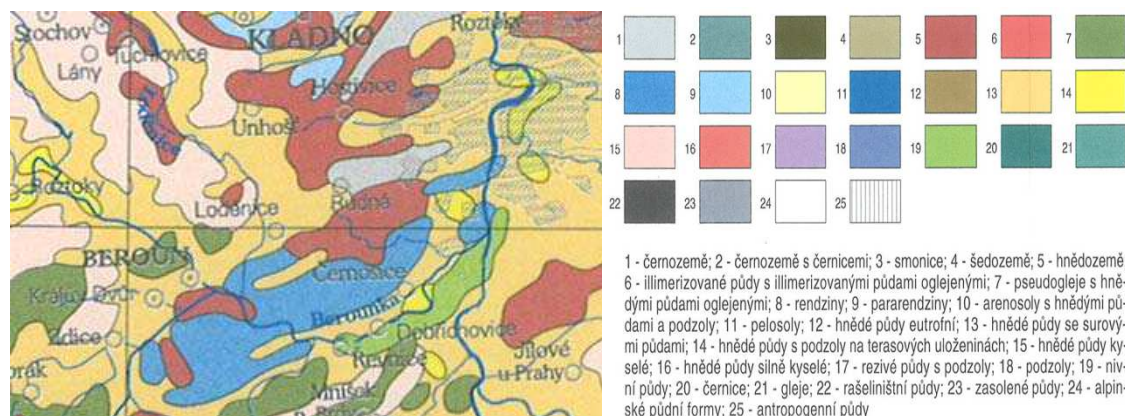 Stochov
KLADNO
Roztoky
Tuchlovice
Lány
Hostivice
Unhošť
Roztoky
Loděnice
Rudná
BEROUN
Černošice
Králův Dvůr
Berounka
Zdice
Dobřichovice
Řevnice
Jílové
u Prahy
Mníšek
1
2
3
4
5
6
7
8
9
10
11
12
13
14
15
16
17
18
19
20
21
22
23
24
25
1 - černozemě; 2 - černozemě s černicemi; 3 - smonice; 4 - šedozemě; 5 - hnědozemě
6 - illimerizované půdy s illimerizovanými půdami oglejenými; 7 - pseudogleje s hně-
dými půdami oglejenými; 8 - rendziny; 9 - pararendziny; 10 - arenosoly s hnědými pů-
dami a podzoly; 11 - pelosoly; 12 - hnědé půdy eutrofní; 13 - hnědé půdy se surový-
mi půdami; 14 - hnědé půdy s podzoly na terasových uloženinách; 15 - hnědé půdy ky-
selé; 16 - hnědé půdy silně kyselé; 17 - rezivé půdy s podzoly; 18 - podzoly; 19 - niv-
ní půdy; 20 - černice; 21 - gleje; 22 - rašeliništní půdy; 23 - zasolené půdy; 24 - alpin-
ské půdní formy; 25 - antropogenní půdy